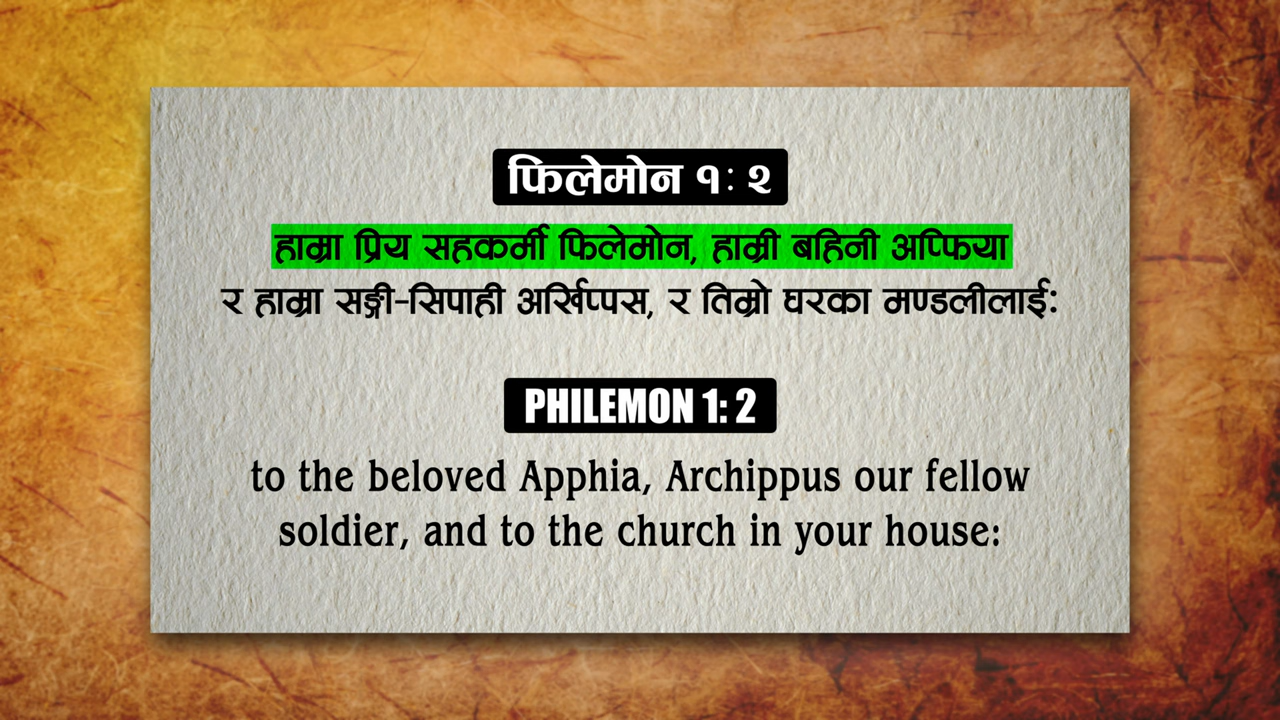 फिलेमोन १: २
हाम्रा प्रिय सहकर्मी फिलेमोन, हाम्री बहिनी अप्फिया
र हाम्रा सङ्गी-सिपाही अर्खिप्पस, र तिम्रो घरका मण्डलीलाई:
PHILEMON 1: 2
to the beloved Apphia, Archippus our fellow
soldier, and to the church in your house: